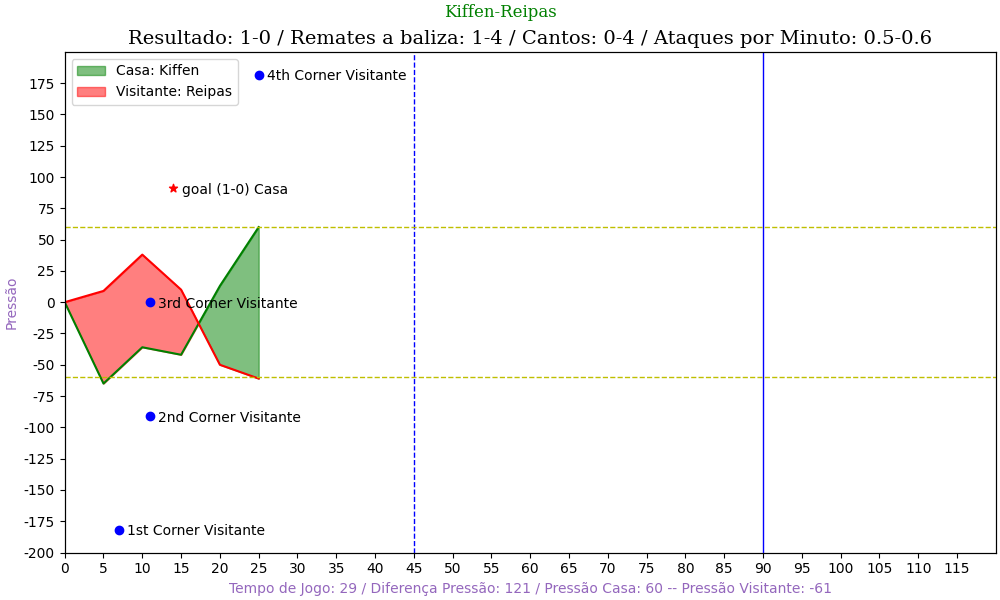 Kiffen-Reipas
Resultado: 1-0 / Remates a baliza: 1-4 / Cantos: 0-4 / Ataques por Minuto: 0.5-0.6
Casa: Kiffen
Visitante: Reipas
4th Corner Visitante
goal (1-0) Casa
3rd Corner Visitante
2nd Corner Visitante
1st Corner Visitante
Pressão
175
150
125
100
75
50
25
0
-25
-50
-75
-100
-125
-150
-175
-200
0 5 10 15 20 25 30 35 40 45 50 55 60 65 70 75 80 85 90 95 100 105 110 115
Tempo de Jogo: 29 / Diferença Pressão: 121 / Pressão Casa: 60 -- Pressão Visitante: -61